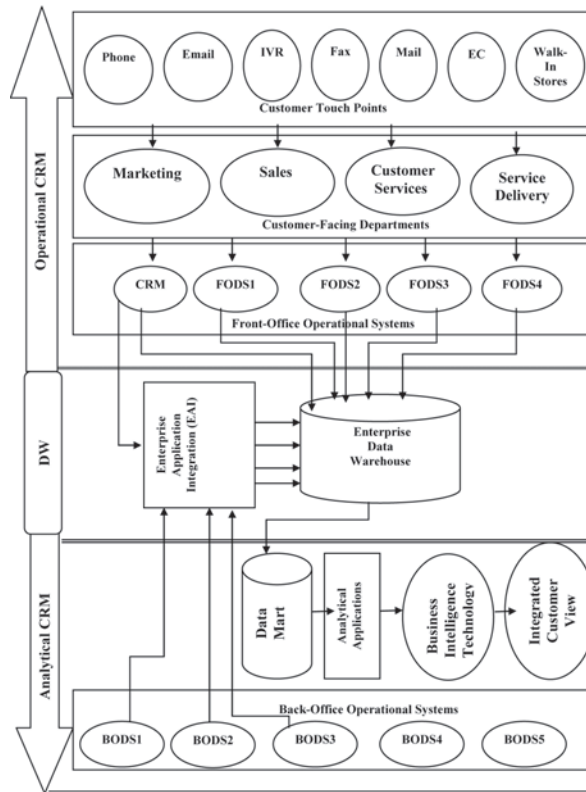 Phone
Email
IVR
Fax
Mail
EC
Walk-
In
Stores
Customer Touch Points
Marketing
Sales
Customer
Services
Service
Delivery
Customer-Facing Departments
CRM
FODS1
FODS2
FODS3
FODS4
Front-Office Operational Systems
Operational CRM
DW
Analytical CRM
Enterprise
Application
Integration (EAI)
Enterprise
Data
Warehouse
Data
Mart
Analytical
Applications
Business
Intelligence
Technology
Integrated
Customer
View
Back-Office Operational Systems
BODS1
BODS2
BODS3
BODS4
BODS5